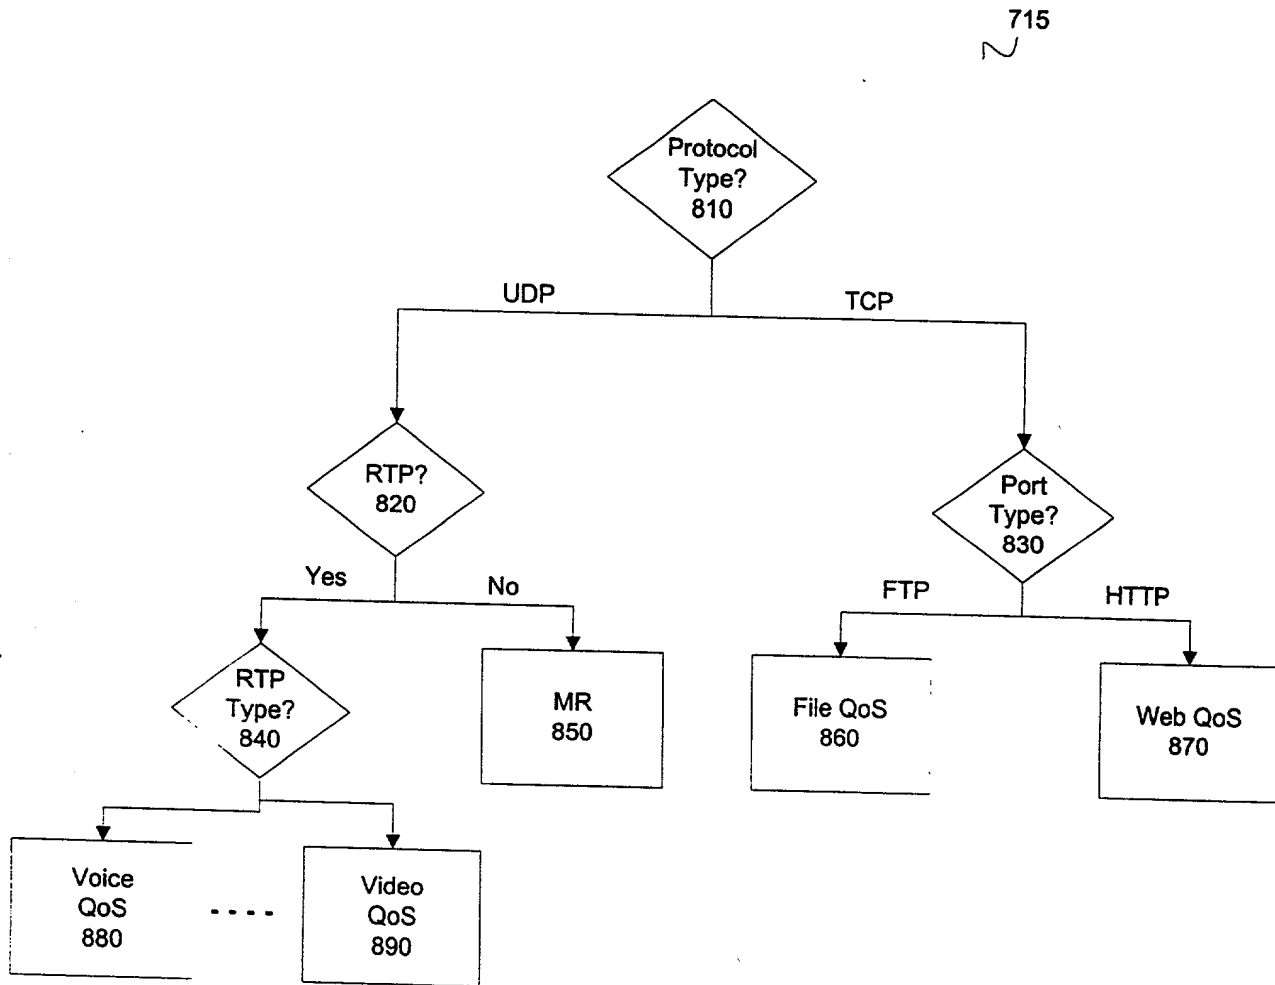 715
Protocol
Type?
810
UDP
TCP
RTP?
820
Port
Type?
830
Yes
No
FTP
HTTP
RTP
Type?
840
MR
850
File QoS
860
Web QoS
870
Voice
QoS
880
Video
QoS
890